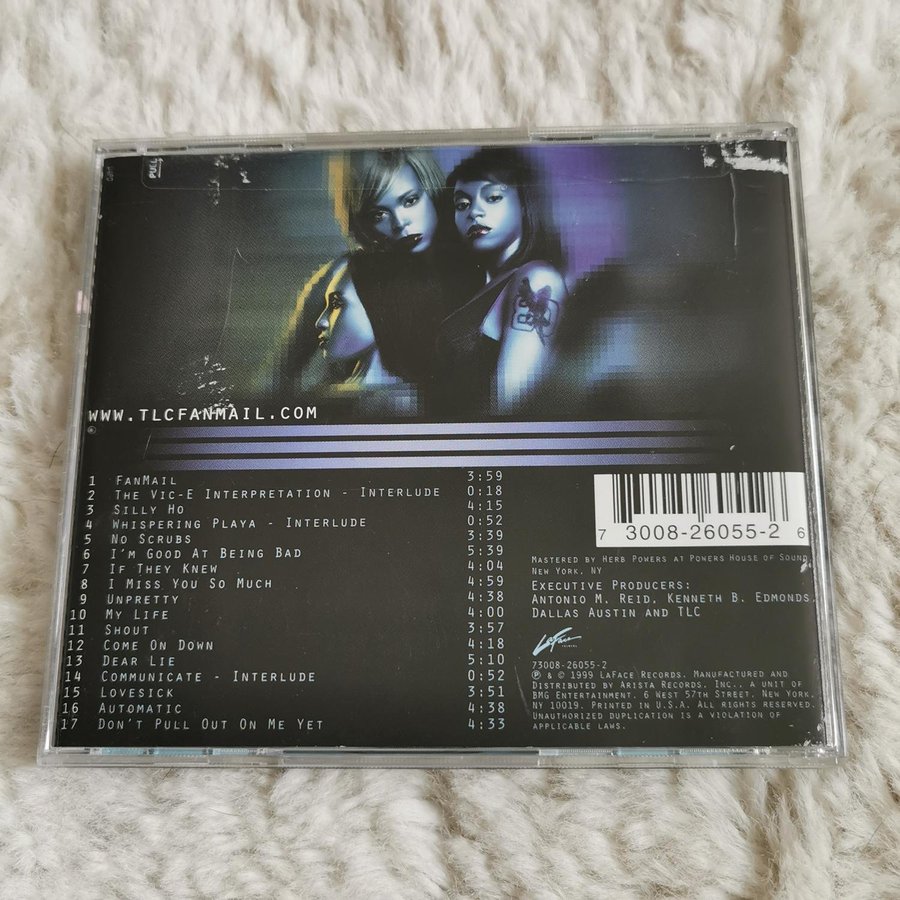 PULL
WWW.TLCFANMAIL.COM
1 FANMAIL 3:59
2 THE VIC-E INTERPRETATION - INTERLUDE 0:18
3 SILLY HO 4:15
4 WHISPERING PLAYA - INTERLUDE 0:52
5 NO SCRUBS 3:39
6 I'M GOOD AT BEING BAD 5:39
7 IF THEY KNEW 4:04
8 I MISS YOU SO MUCH 4:59
9 UNPRETTY 4:38
10 MY LIFE 4:00
11 SHOUT 3:57
12 COME ON DOWN 4:18
13 DEAR LIE 5:10
14 COMMUNICATE - INTERLUDE 0:52
15 LOVESICK 3:51
16 AUTOMATIC 4:38
17 DON'T PULL OUT ON ME YET 4:33
7 3008-26055-2 6
MASTERED BY HERB POWERS AT POWERS HOUSE OF SOUND,
NEW YORK, NY
EXECUTIVE PRODUCERS:
ANTONIO M. REID, KENNETH B. EDMONDS,
DALLAS AUSTIN AND TLC
LaFace
73008-26055-2
℗ & © 1999 LAFACE RECORDS. MANUFACTURED AND
DISTRIBUTED BY ARISTA RECORDS, INC., A UNIT OF
BMG ENTERTAINMENT. 6 WEST 57TH STREET, NEW YORK,
NY 10019. PRINTED IN U.S.A. ALL RIGHTS RESERVED.
UNAUTHORIZED DUPLICATION IS A VIOLATION OF
APPLICABLE LAWS.